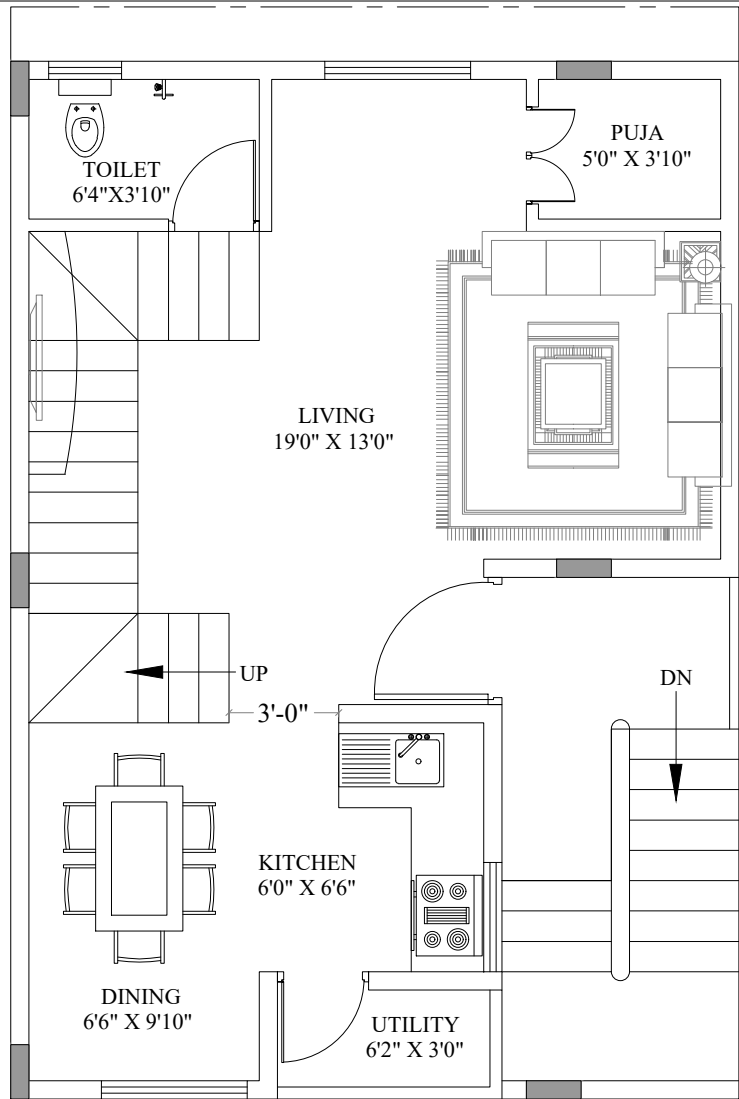 TOILET
6'4"X3'10"
PUJA
5'0" X 3'10"
LIVING
19'0" X 13'0"
UP
DN
3'-0"
KITCHEN
6'0" X 6'6"
DINING
6'6" X 9'10"
UTILITY
6'2" X 3'0"